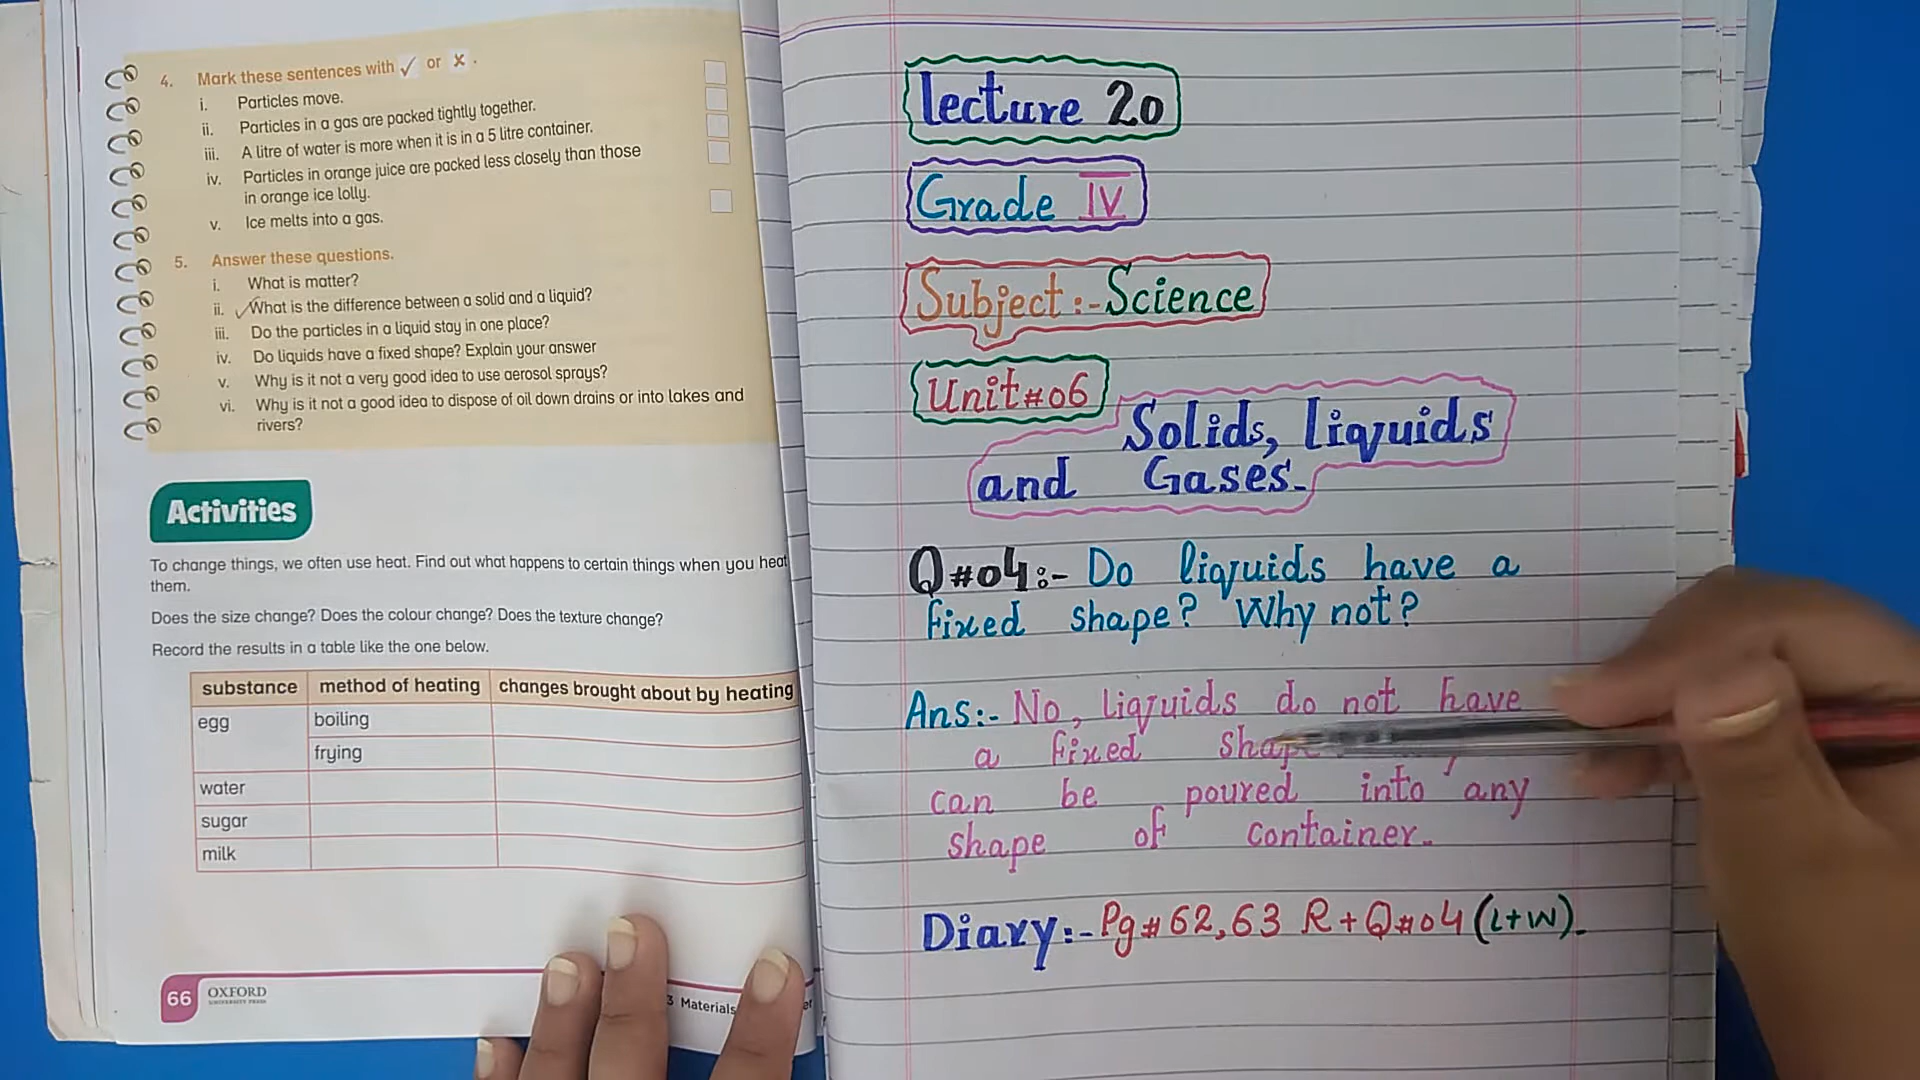 4. Mark these sentences with ✓ or ✗.
i. Particles move.
ii. Particles in a gas are packed tightly together.
iii. A litre of water is more when it is in a 5 litre container.
iv. Particles in orange juice are packed less closely than those
in orange ice lolly.
v. Ice melts into a gas.
5. Answer these questions.
i. What is matter?
ii. ✓What is the difference between a solid and a liquid?
iii. Do the particles in a liquid stay in one place?
iv. Do liquids have a fixed shape? Explain your answer
v. Why is it not a very good idea to use aerosol sprays?
vi. Why is it not a good idea to dispose of oil down drains or into lakes and
rivers?
Activities
To change things, we often use heat. Find out what happens to certain things when you heat
them.
Does the size change? Does the colour change? Does the texture change?
Record the results in a table like the one below.
substance method of heating changes brought about by heating
egg boiling
frying
water
sugar
milk
66 OXFORD
UNIVERSITY PRESS
3 Materials
lecture 20
Grade IV
Subject:-Science
Unit#06
Solids, liquids
and Gases.
Q#04:- Do liquids have a
fixed shape? Why not?
Ans:- No, liquids do not have
a fixed
can be poured into any
shape of container.
Diary:- Pg# 62,63 R+Q#04 (L+W).